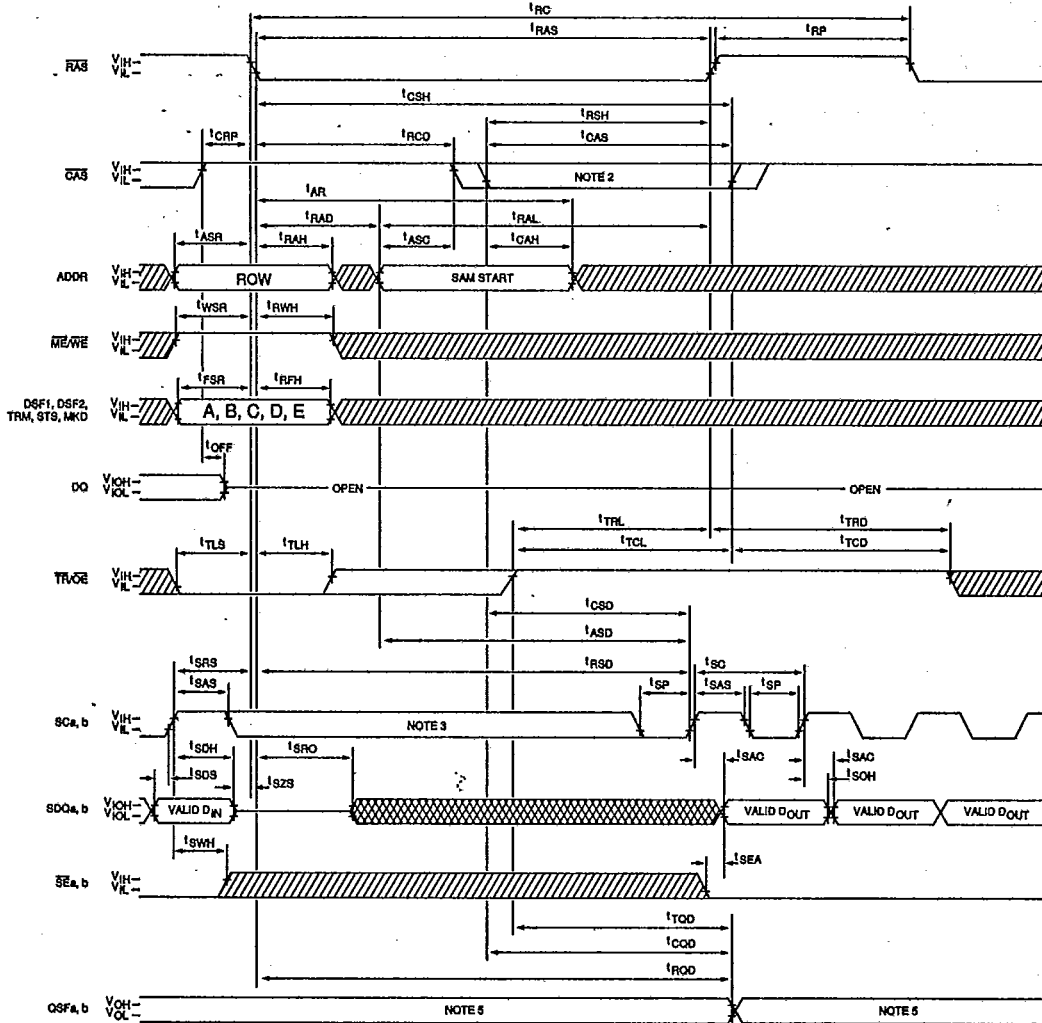 tRC
tRAS tRP
RAS VIH VIL
tCSH
tRSH
tCRP tRCD tCAS
CAS VIH VIL NOTE 2
tAR
tRAD tRAL
tASR tRAH tASC tCAH
ADDR VIH VIL ROW SAM START
tWSR tRWH
ME/WE VIH VIL
tFSR tRFH
DSF1, DSF2, TRM, STS, MKD VIH VIL A, B, C, D, E
tOFF
DQ VIOH VIOL OPEN OPEN
tTRL tTRD
tTLS tTLH tTCL tTCD
TR/OE VIH VIL
tCSD
tASD
tSRS tRSD tSC
tSAS tSP tSAS tSP
SCa, b VIH VIL NOTE 3
tSDH tSRO tSAC tSAC
tSDS tSZS tSOH
SDQa, b VIOH VIOL VALID DIN VALID DOUT VALID DOUT VALID DOUT
tSWH tSEA
SEa, b VIH VIL
tTQD
tCQD
tRQD
QSFa, b VOH VOL NOTE 5 NOTE 5